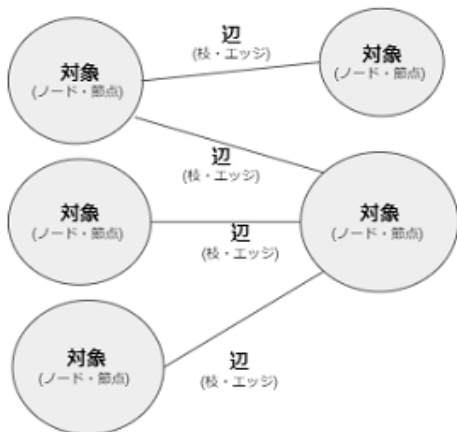 対象
(ノード・節点)
辺
(枝・エッジ)
対象
(ノード・節点)
辺
(枝・エッジ)
対象
(ノード・節点)
辺
(枝・エッジ)
対象
(ノード・節点)
対象
(ノード・節点)
辺
(枝・エッジ)